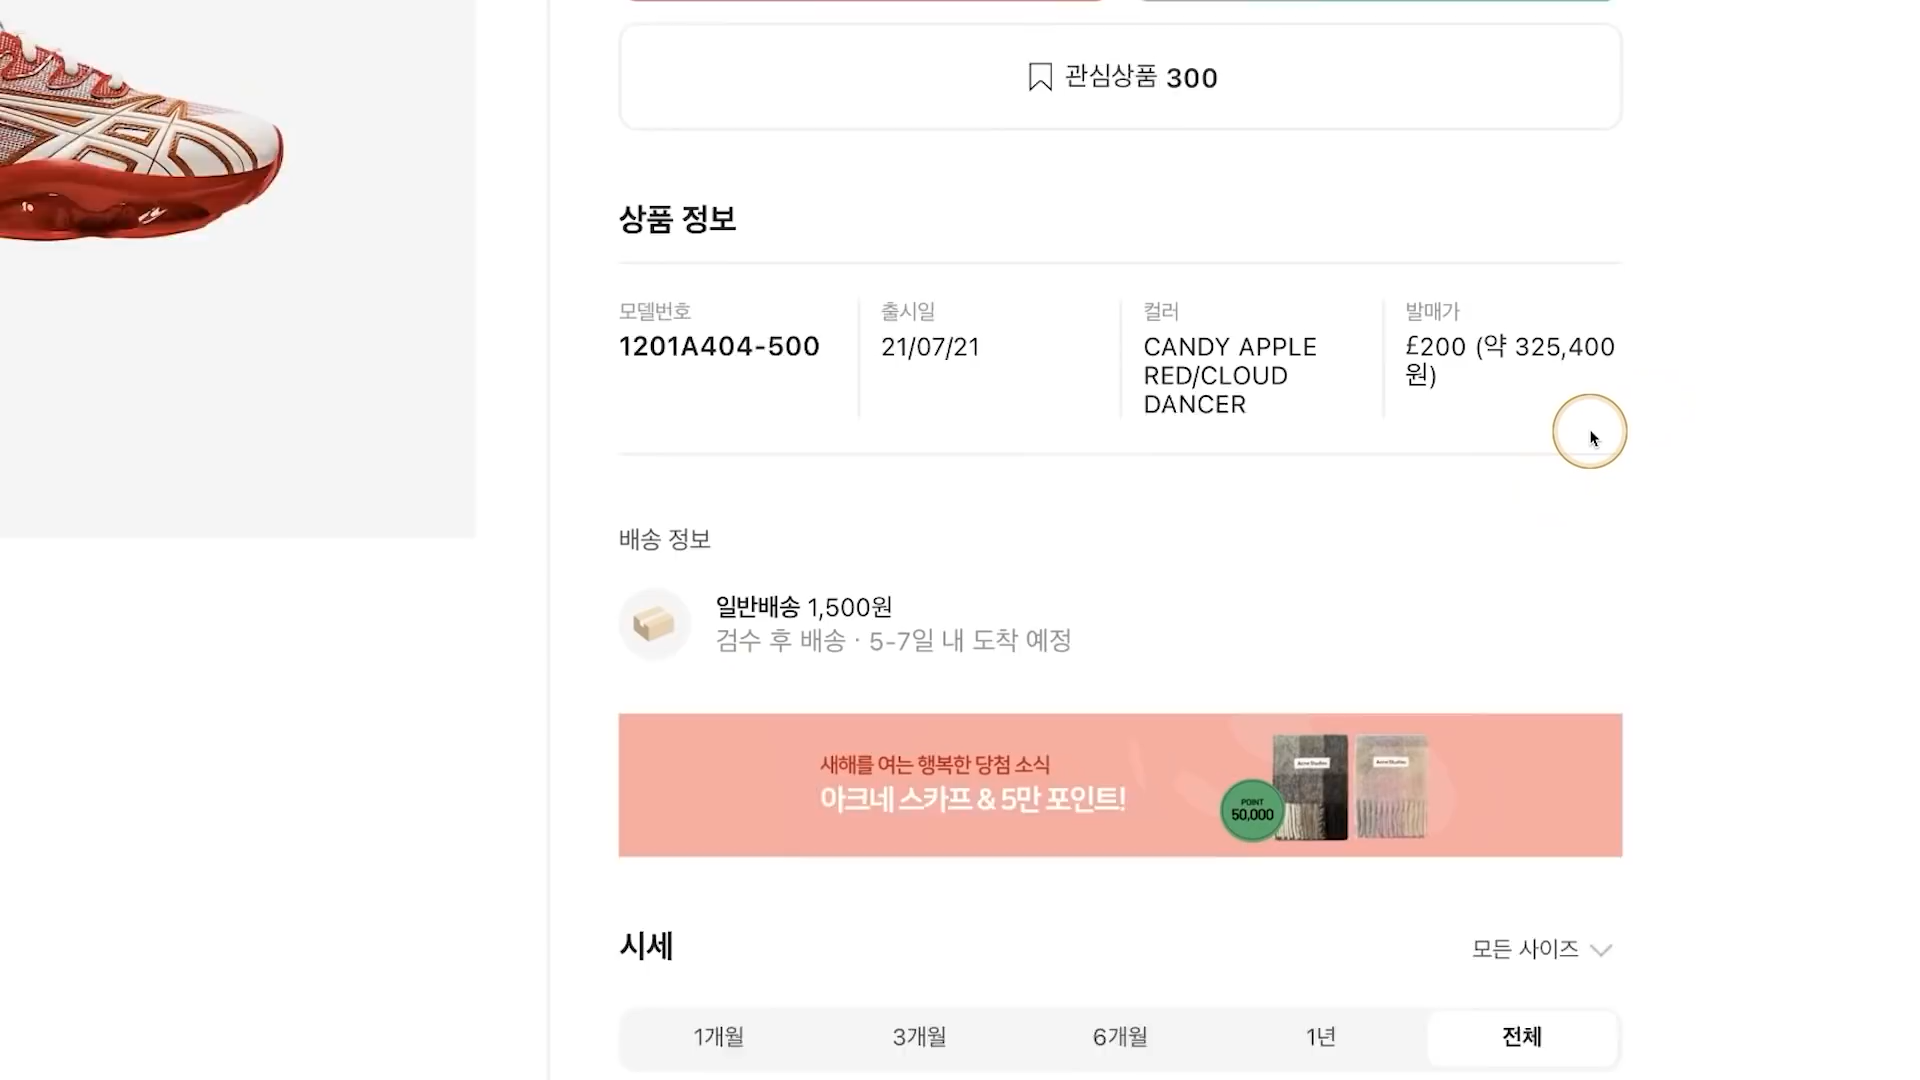 관심상품 300
상품 정보
모델번호
1201A404-500
출시일
21/07/21
컬러
CANDY APPLE
RED/CLOUD
DANCER
발매가
£200 (약 325,400
원)
배송 정보
일반배송 1,500원
검수 후 배송 · 5-7일 내 도착 예정
새해를 여는 행복한 당첨 소식
아크네 스카프 & 5만 포인트!
POINT
50,000
Acne Studios
Acne Studios
시세
모든 사이즈
1개월
3개월
6개월
1년
전체